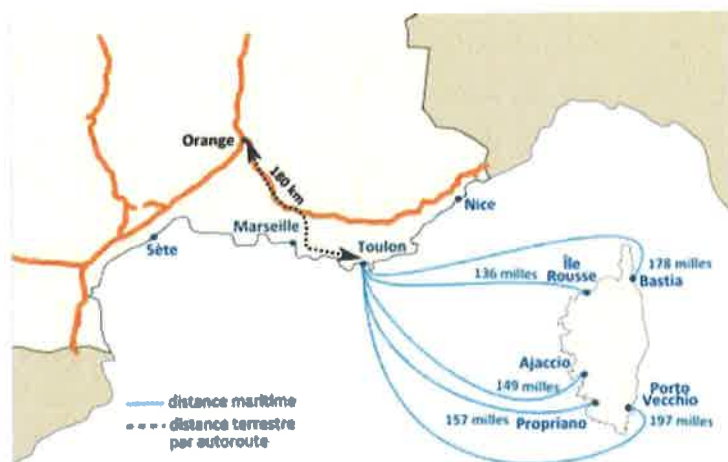 Orange
180 km
Nice
Marseille
Sète
Toulon
178 milles
Île
Rousse
136 milles
Bastia
Ajaccio
149 milles
Porto
Vecchio
157 milles
Propriano
197 milles
distance maritime
distance terrestre
par autoroute